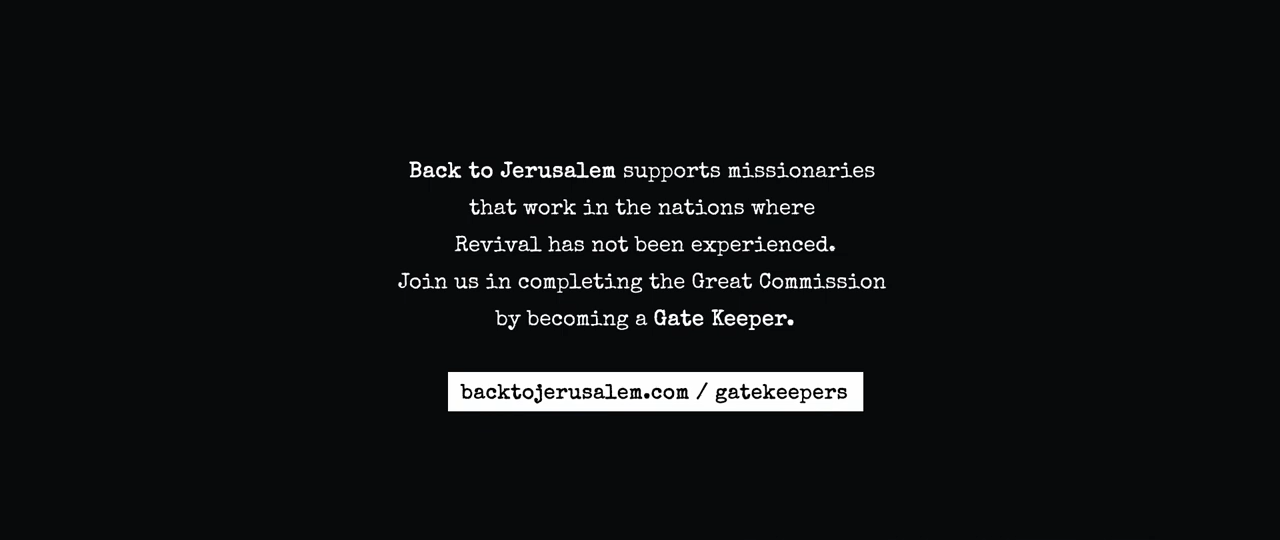 Back to Jerusalem supports missionaries
that work in the nations where
Revival has not been experienced.
Join us in completing the Great Commission
by becoming a Gate Keeper.
backtojerusalem.com / gatekeepers